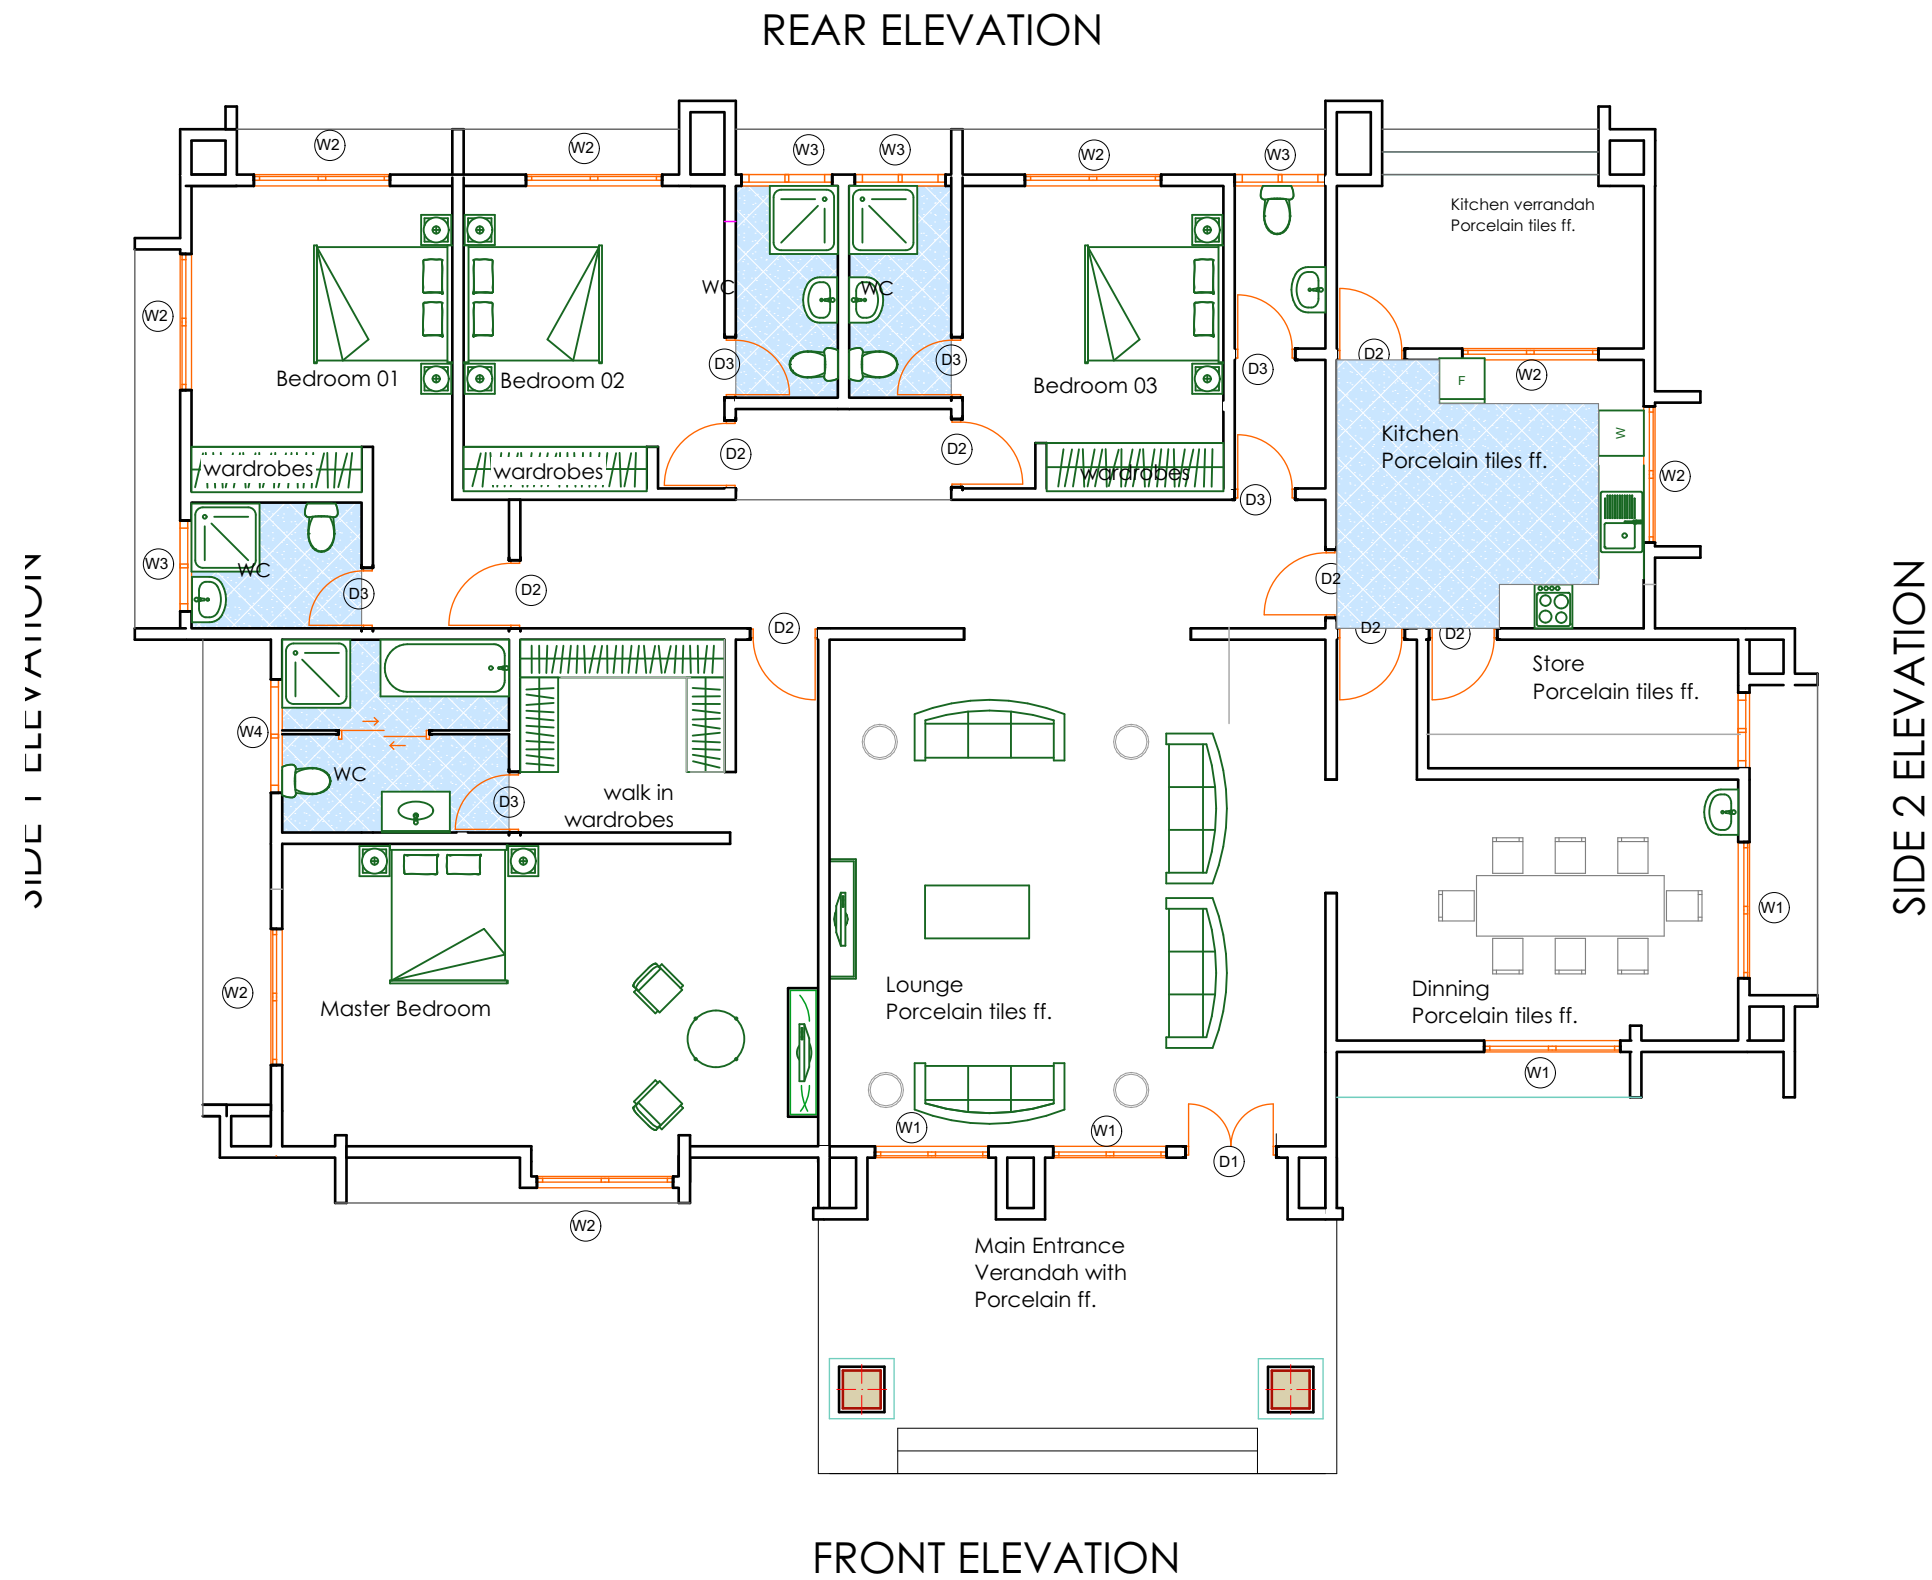 REAR ELEVATION
W2
W2
W3
W3
W2
W3
Kitchen verrandah
Porcelain tiles ff.
WC
WC
W2
D3
D3
D3
D2
F
W2
Bedroom 01
Bedroom 02
Bedroom 03
Kitchen
Porcelain tiles ff.
W
D2
D2
wardrobes
wardrobes
wardrobes
W2
D3
W3
WC
D3
D2
D2
D2
D2
D2
Store
Porcelain tiles ff.
W4
WC
D3
walk in
wardrobes
SIDE 1 ELEVATION
SIDE 2 ELEVATION
W1
W2
Master Bedroom
Lounge
Porcelain tiles ff.
Dinning
Porcelain tiles ff.
W1
W1
W1
D1
W2
Main Entrance
Verandah with
Porcelain ff.
FRONT ELEVATION